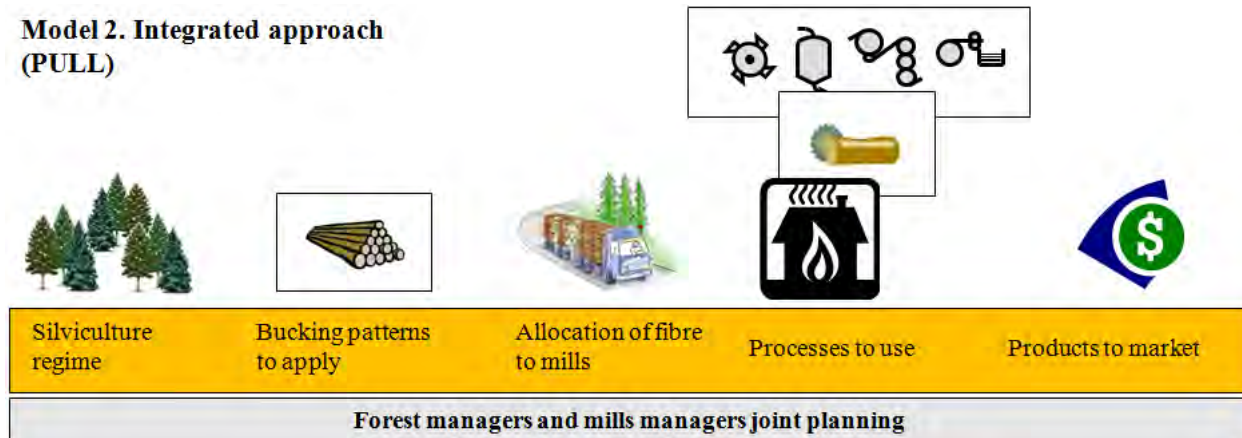 Model 2. Integrated approach
(PULL)
$
Silviculture
regime
Bucking patterns
to apply
Allocation of fibre
to mills
Processes to use
Products to market
Forest managers and mills managers joint planning